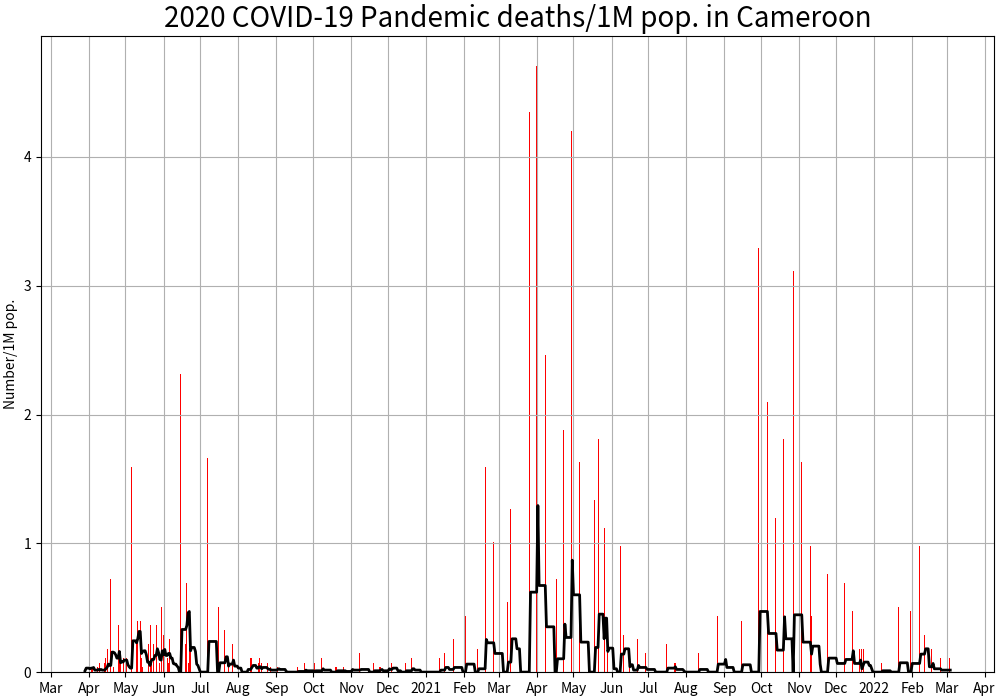 2020 COVID-19 Pandemic deaths/1M pop. in Cameroon
Number/1M pop.
4
3
2
1
0
Mar Apr May Jun Jul Aug Sep Oct Nov Dec 2021 Feb Mar Apr May Jun Jul Aug Sep Oct Nov Dec 2022 Feb Mar Apr